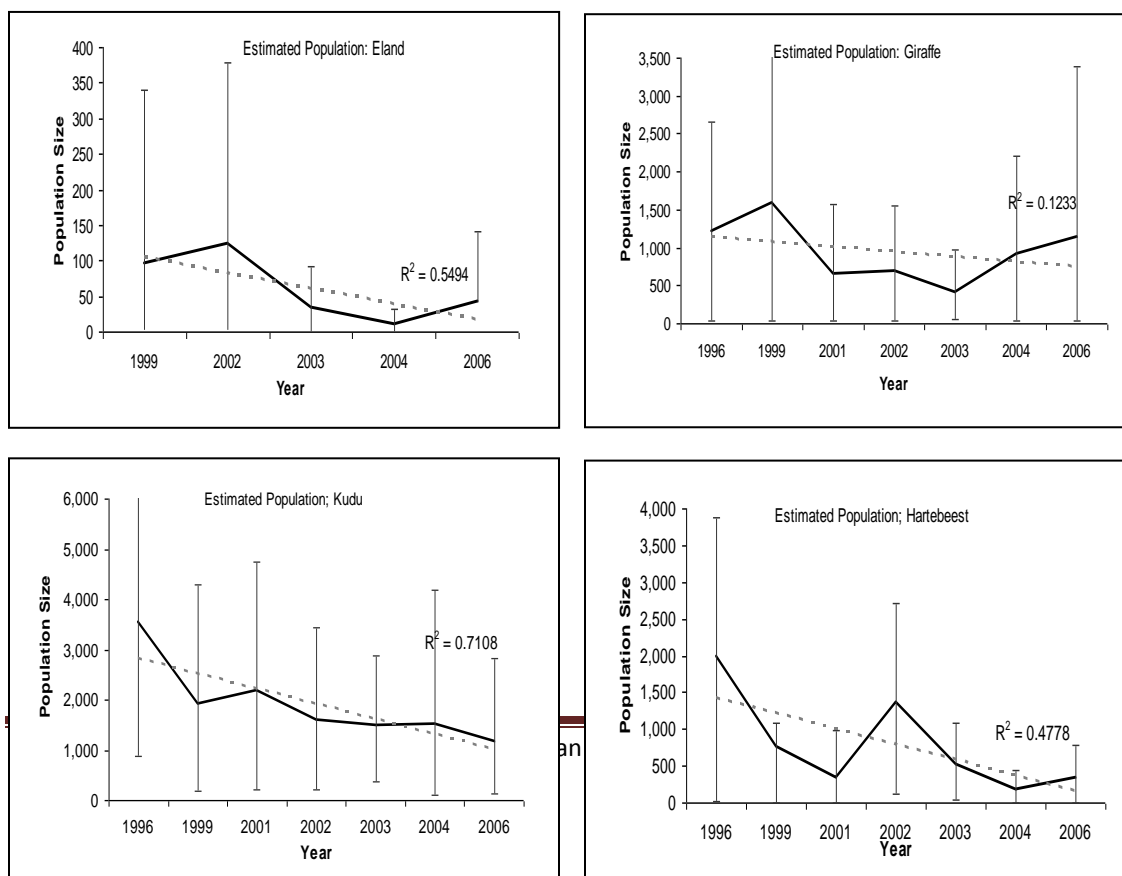 Estimated Population: Eland
400
350
300
250
200
150
100
50
0
Population Size
R² = 0.5494
1999 2002 2003 2004 2006
Year
Estimated Population: Giraffe
3,500
3,000
2,500
2,000
1,500
1,000
500
0
Population Size
R² = 0.1233
1996 1999 2001 2002 2003 2004 2006
Year
Estimated Population; Kudu
6,000
5,000
4,000
3,000
2,000
1,000
0
Population Size
R² = 0.7108
1996 1999 2001 2002 2003 2004 2006
Year
an
Estimated Population; Hartebeest
4,000
3,500
3,000
2,500
2,000
1,500
1,000
500
0
Population Size
R² = 0.4778
1996 1999 2001 2002 2003 2004 2006
Year